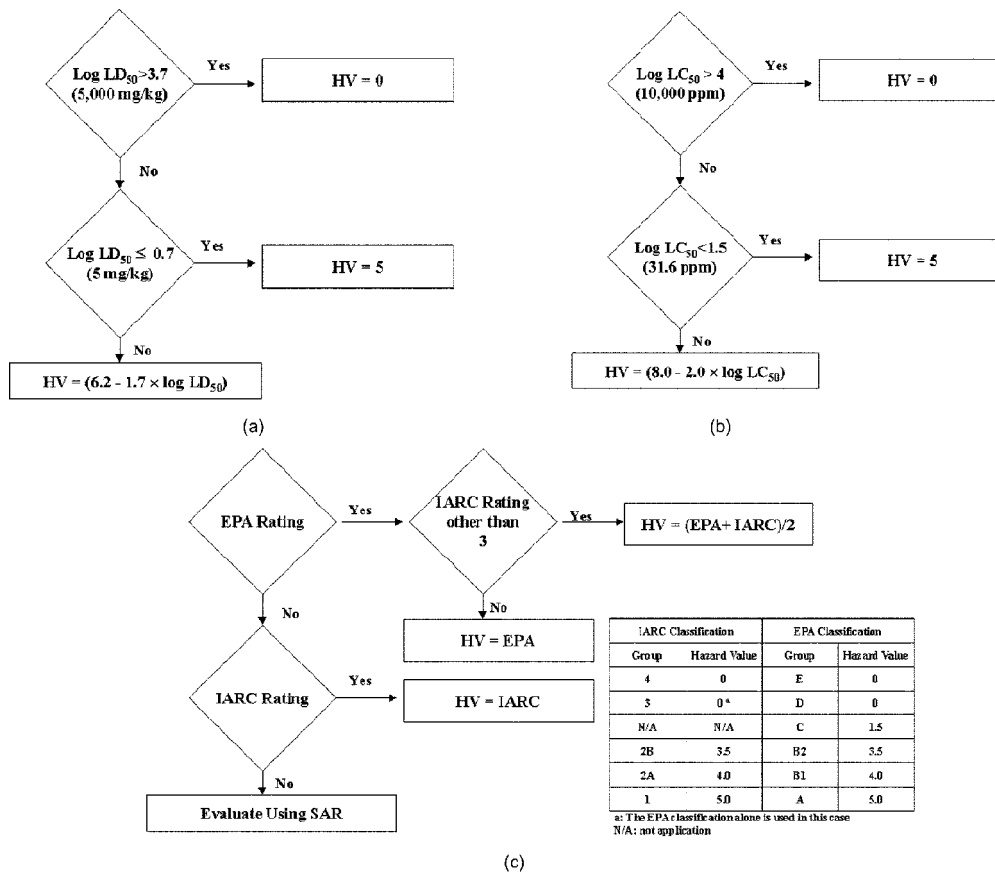 Log LD50>3.7
(5,000 mg/kg)
Yes
HV = 0
No
Log LD50 ≤ 0.7
(5 mg/kg)
Yes
HV = 5
No
HV = (6.2 - 1.7 × log LD50)
(a)
Log LC50 > 4
(10,000 ppm)
Yes
HV = 0
No
Log LC50<1.5
(31.6 ppm)
Yes
HV = 5
No
HV = (8.0 - 2.0 × log LC50)
(b)
EPA Rating
Yes
IARC Rating
other than
3
Yes
HV = (EPA+ IARC)/2
No
HV = EPA
No
IARC Rating
Yes
HV = IARC
No
Evaluate Using SAR
IARC Classification EPA Classification
Group Hazard Value Group Hazard Value
4 0 E 0
3 0 a D 0
N/A N/A C 1.5
2B 3.5 B2 3.5
2A 4.0 B1 4.0
1 5.0 A 5.0
a: The EPA classification alone is used in this case
N/A: not application
(c)